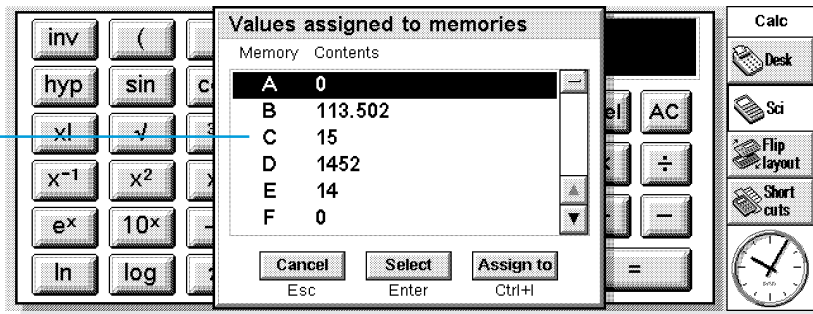 Values assigned to memories
Memory Contents
A 0
B 113.502
C 15
D 1452
E 14
F 0
Cancel Select Assign to
Esc Enter Ctrl+I
inv (
hyp sin
x! √
x⁻¹ x²
eˣ 10ˣ
ln log
AC
÷
−
=
Calc
Desk
Sci
Flip
layout
Short
cuts